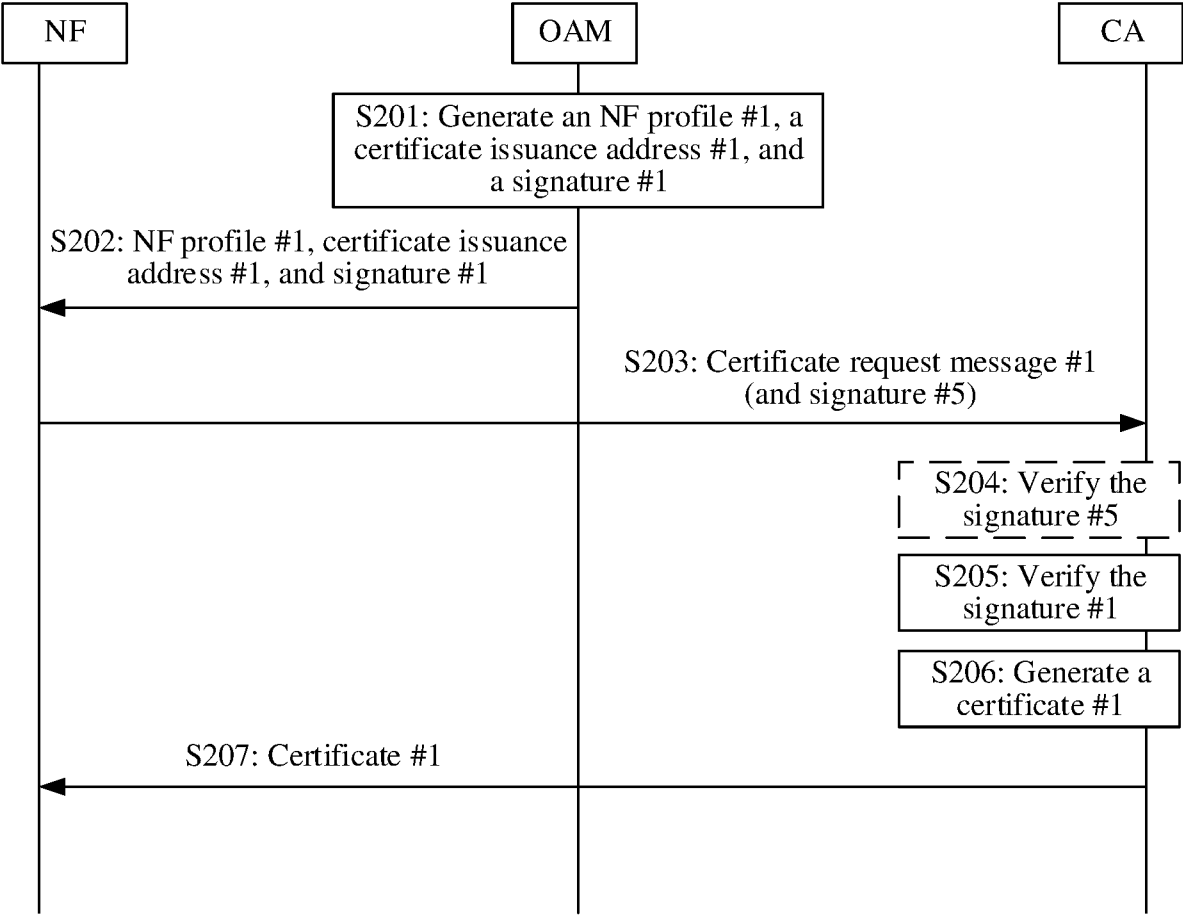 NF
OAM
CA
S201: Generate an NF profile #1, a
certificate issuance address #1, and
a signature #1
S202: NF profile #1, certificate issuance
address #1, and signature #1
S203: Certificate request message #1
(and signature #5)
S204: Verify the
signature #5
S205: Verify the
signature #1
S206: Generate a
certificate #1
S207: Certificate #1